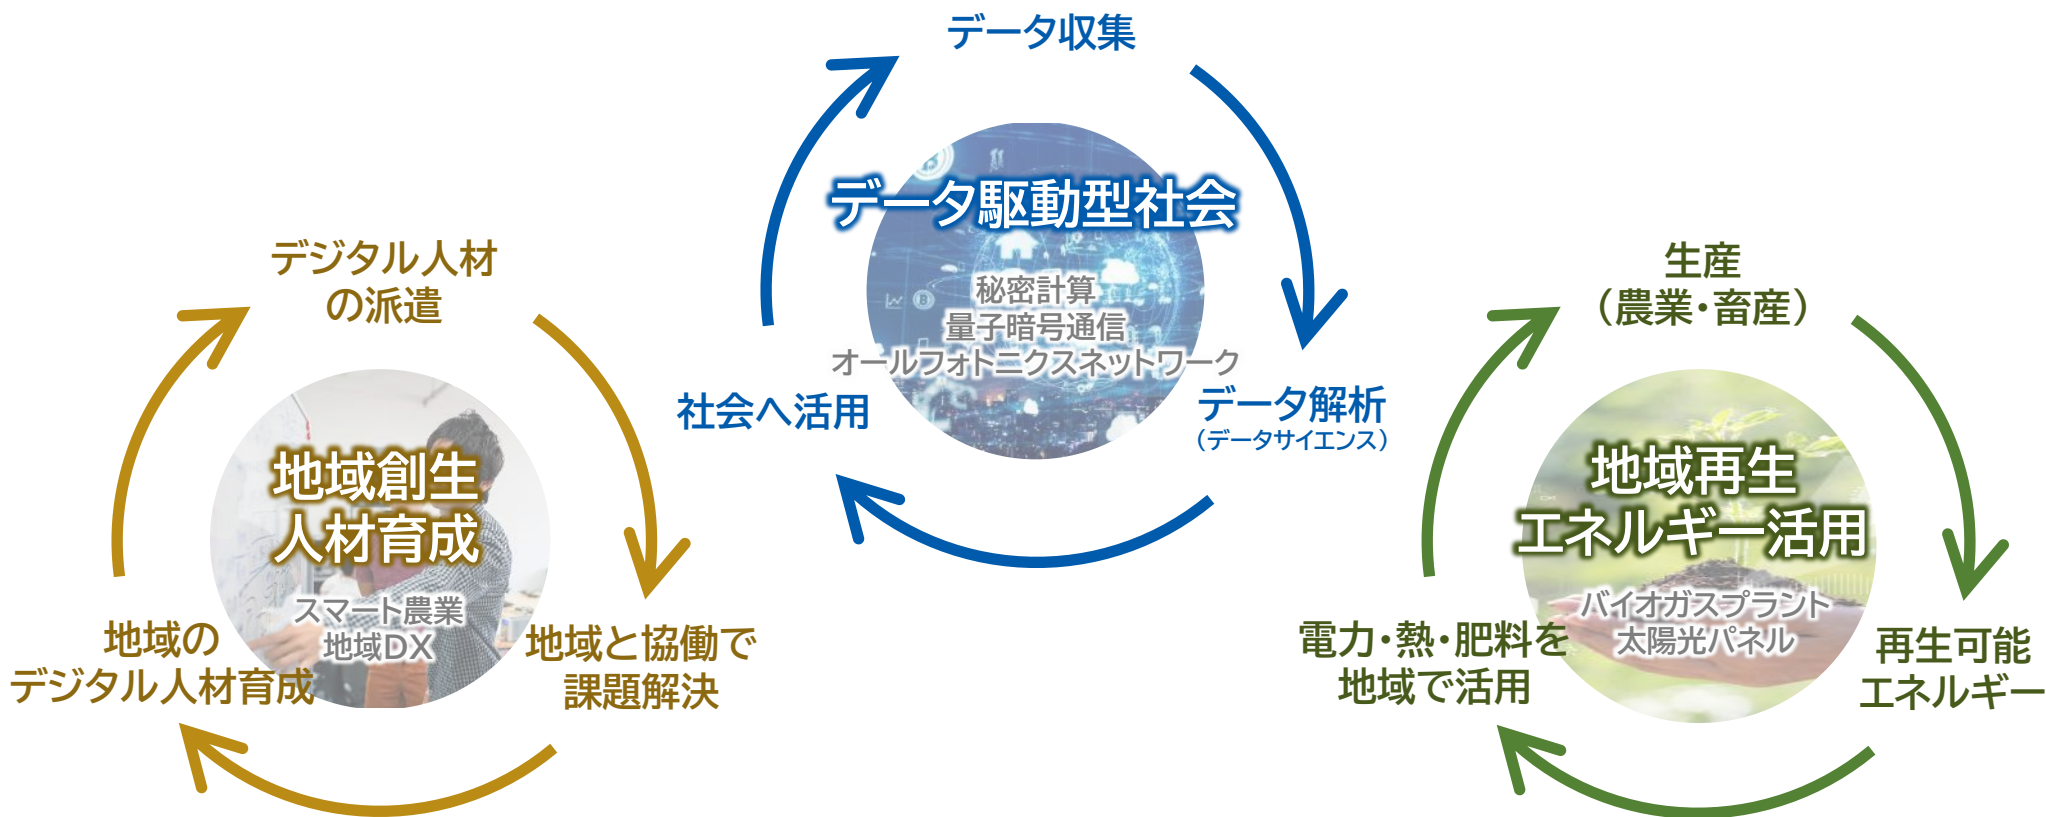 データ収集
データ駆動型社会
秘密計算
量子暗号通信
オールフォトニクスネットワーク
社会へ活用
データ解析
（データサイエンス）
デジタル人材
の派遣
地域創生
人材育成
スマート農業
地域DX
地域の
デジタル人材育成
地域と協働で
課題解決
生産
（農業・畜産）
地域再生
エネルギー活用
バイオガスプラント
太陽光パネル
電力・熱・肥料を
地域で活用
再生可能
エネルギー